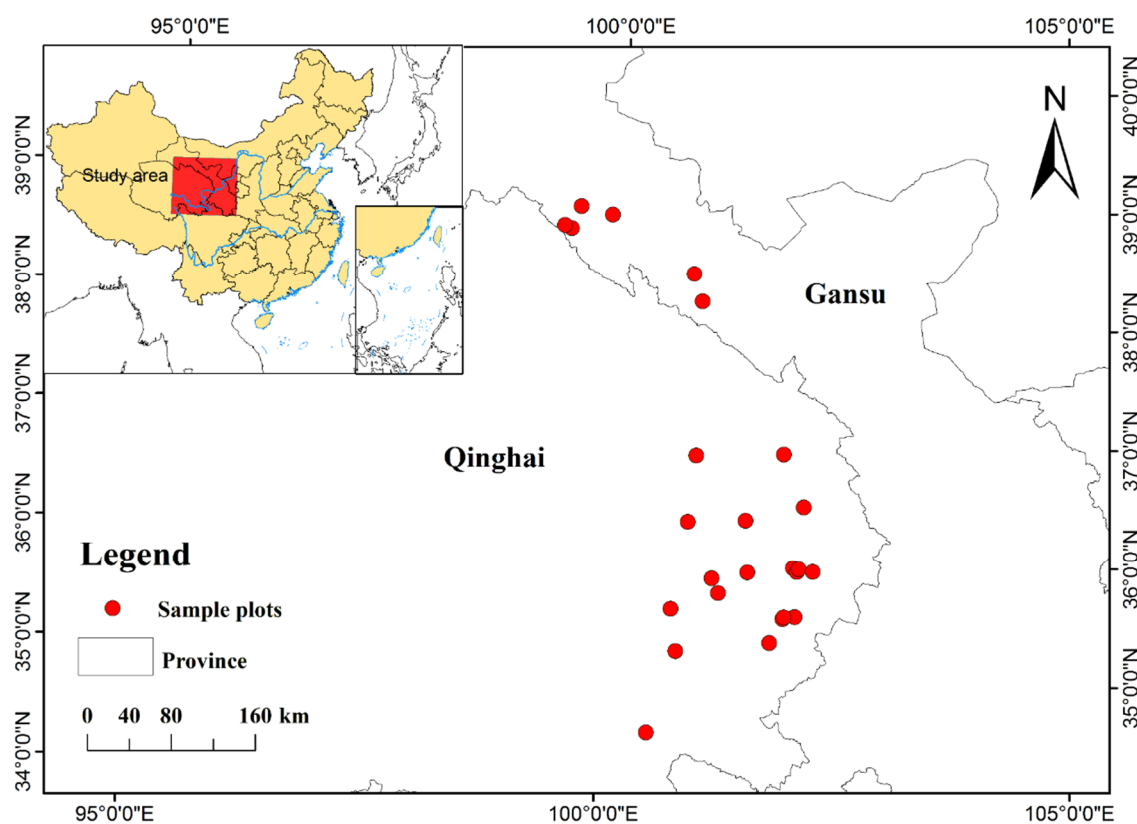 95°0'0"E 100°0'0"E 105°0'0"E
40°0'0"N
39°0'0"N
38°0'0"N
37°0'0"N
36°0'0"N
35°0'0"N
34°0'0"N
39°0'0"N
38°0'0"N
37°0'0"N
36°0'0"N
35°0'0"N
N
Study area
Gansu
Qinghai
Legend
Sample plots
Province
0 40 80 160 km
95°0'0"E 100°0'0"E 105°0'0"E